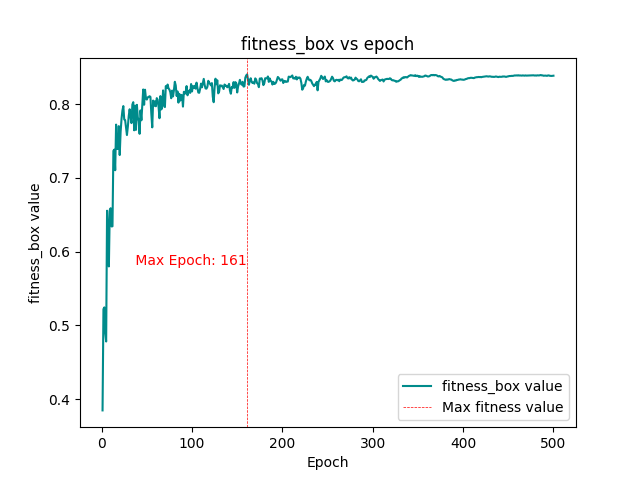 fitness_box vs epoch
fitness_box value
0.8
0.7
0.6
0.5
0.4
Max Epoch: 161
fitness_box value
Max fitness value
0
100
200
300
400
500
Epoch